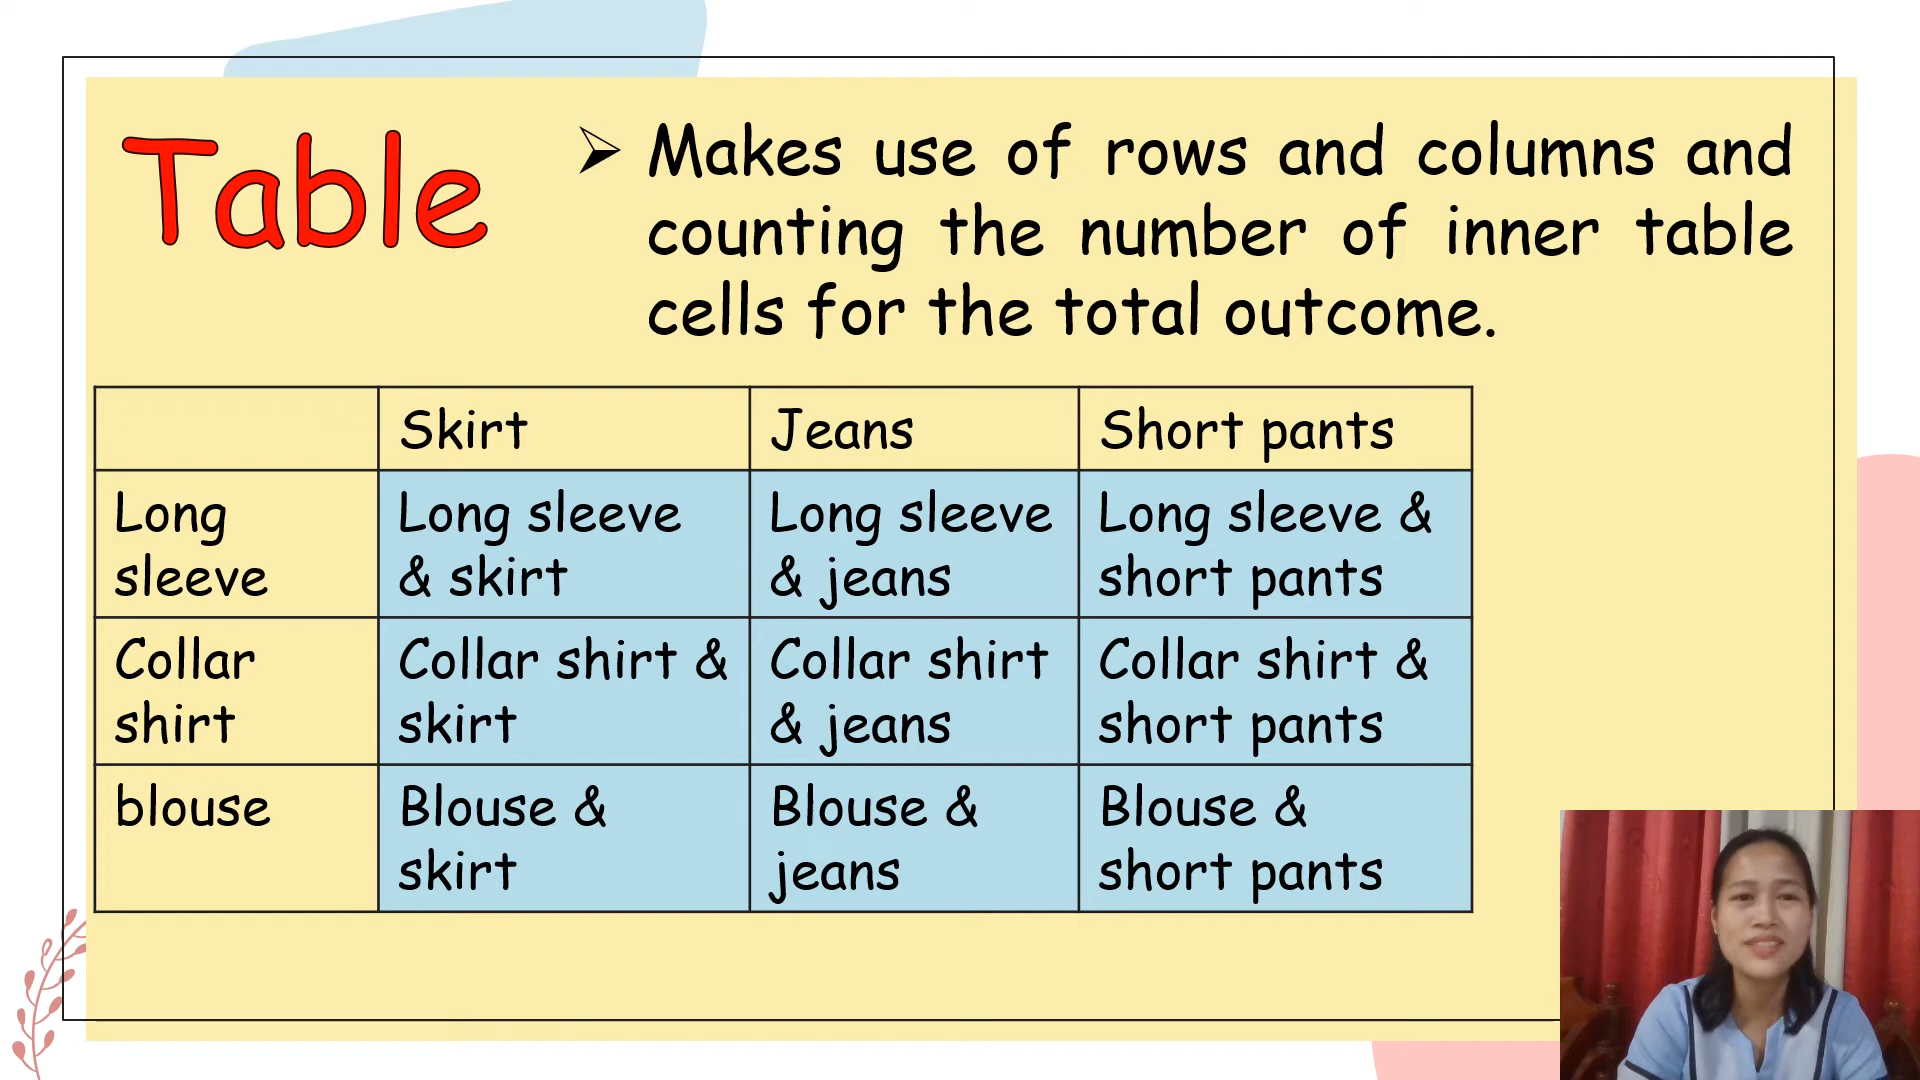 Table
Makes use of rows and columns and
counting the number of inner table
cells for the total outcome.
Skirt
Jeans
Short pants
Long
sleeve
Long sleeve
& skirt
Long sleeve
& jeans
Long sleeve &
short pants
Collar
shirt
Collar shirt &
skirt
Collar shirt
& jeans
Collar shirt &
short pants
blouse
Blouse &
skirt
Blouse &
jeans
Blouse &
short pants